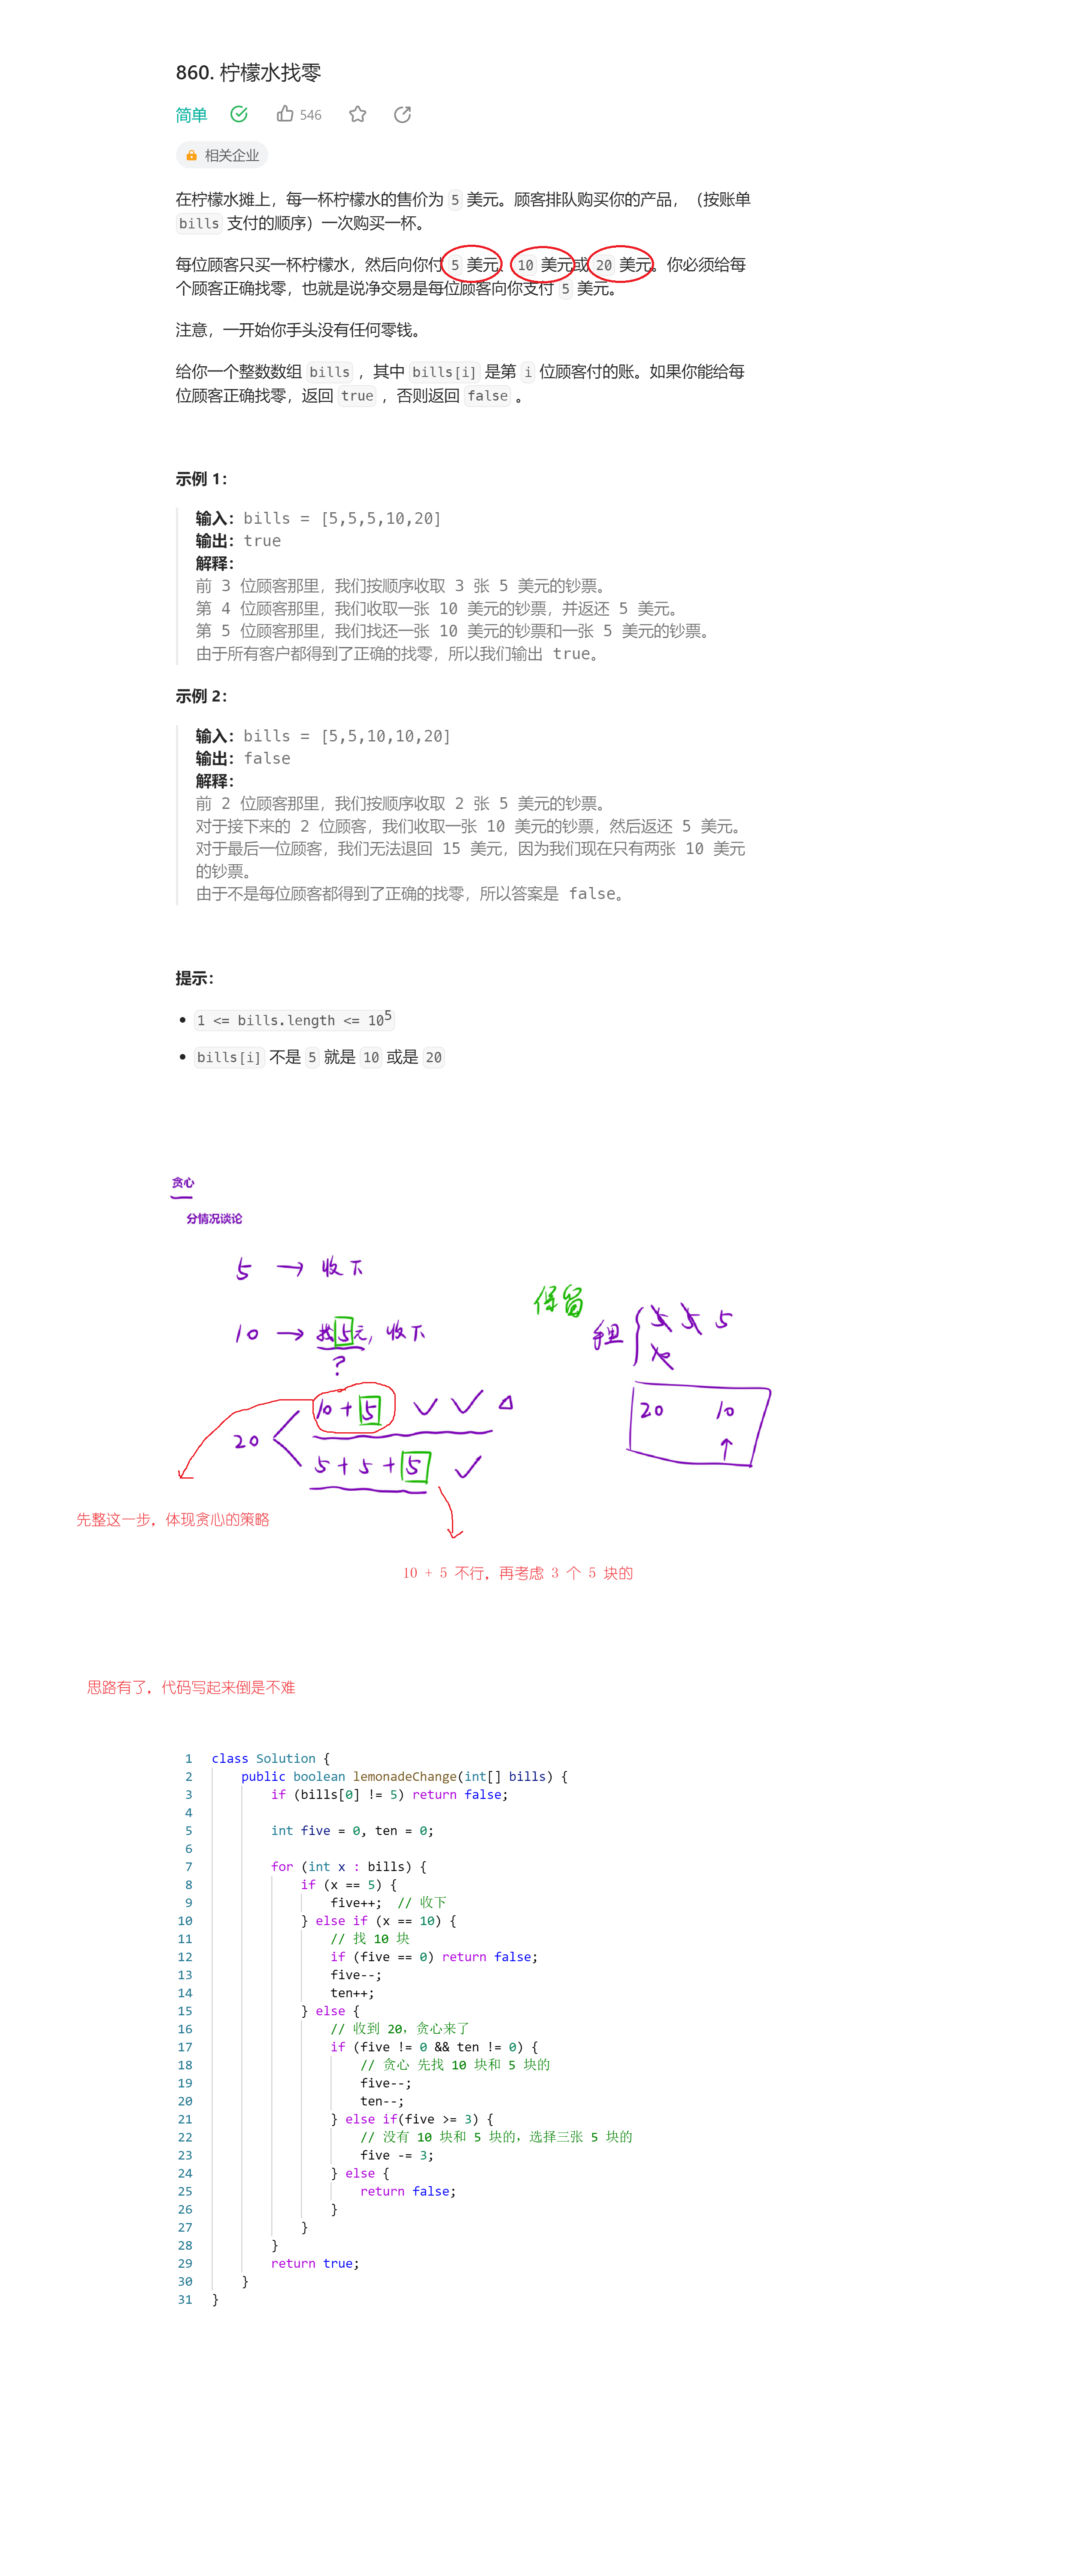 860. 柠檬水找零
简单 546
相关企业
在柠檬水摊上，每一杯柠檬水的售价为 5 美元。顾客排队购买你的产品，（按账单
bills 支付的顺序）一次购买一杯。
每位顾客只买一杯柠檬水，然后向你付 5 美元、10 美元或 20 美元。你必须给每
个顾客正确找零，也就是说净交易是每位顾客向你支付 5 美元。
注意，一开始你手头没有任何零钱。
给你一个整数数组 bills ，其中 bills[i] 是第 i 位顾客付的账。如果你能给每
位顾客正确找零，返回 true ，否则返回 false 。
示例 1：
输入：bills = [5,5,5,10,20]
输出：true
解释：
前 3 位顾客那里，我们按顺序收取 3 张 5 美元的钞票。
第 4 位顾客那里，我们收取一张 10 美元的钞票，并返还 5 美元。
第 5 位顾客那里，我们找还一张 10 美元的钞票和一张 5 美元的钞票。
由于所有客户都得到了正确的找零，所以我们输出 true。
示例 2：
输入：bills = [5,5,10,10,20]
输出：false
解释：
前 2 位顾客那里，我们按顺序收取 2 张 5 美元的钞票。
对于接下来的 2 位顾客，我们收取一张 10 美元的钞票，然后返还 5 美元。
对于最后一位顾客，我们无法退回 15 美元，因为我们现在只有两张 10 美元
的钞票。
由于不是每位顾客都得到了正确的找零，所以答案是 false。
提示：
1 <= bills.length <= 10^5
bills[i] 不是 5 就是 10 或是 20
贪心
分情况谈论
5 → 收下
保留
10 → 找5元, 收下
?
5 5 5
10
20
10 + 5
5 + 5 + 5
20 10
先整这一步，体现贪心的策略
10 + 5 不行，再考虑 3 个 5 块的
思路有了，代码写起来倒是不难
1 class Solution {
2 public boolean lemonadeChange(int[] bills) {
3 if (bills[0] != 5) return false;
4
5 int five = 0, ten = 0;
6
7 for (int x : bills) {
8 if (x == 5) {
9 five++; // 收下
10 } else if (x == 10) {
11 // 找 10 块
12 if (five == 0) return false;
13 five--;
14 ten++;
15 } else {
16 // 收到 20，贪心来了
17 if (five != 0 && ten != 0) {
18 // 贪心 先找 10 块和 5 块的
19 five--;
20 ten--;
21 } else if(five >= 3) {
22 // 没有 10 块和 5 块的，选择三张 5 块的
23 five -= 3;
24 } else {
25 return false;
26 }
27 }
28 }
29 return true;
30 }
31 }